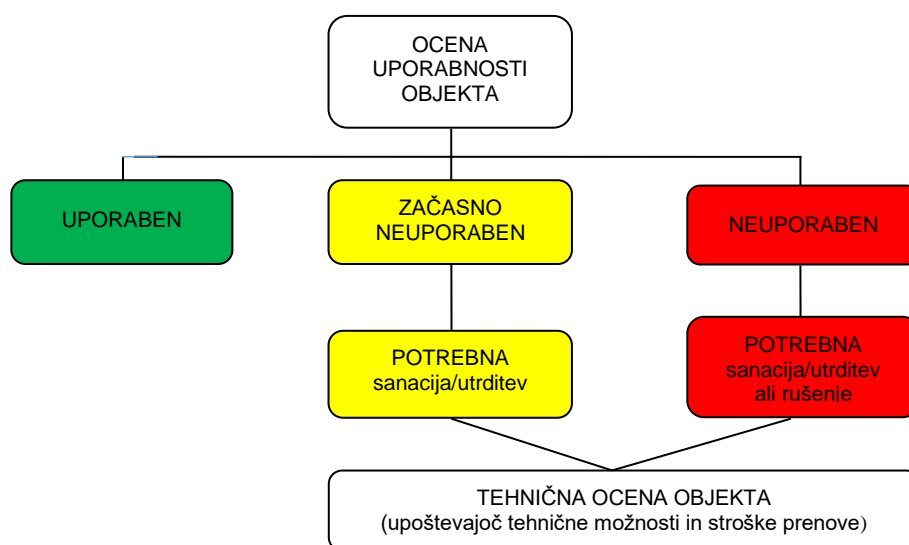 OCENA
UPORABNOSTI
OBJEKTA
UPORABEN
ZAČASNO
NEUPORABEN
NEUPORABEN
POTREBNA
sanacija/utrditev
POTREBNA
sanacija/utrditev
ali rušenje
TEHNIČNA OCENA OBJEKTA
(upoštevajoč tehnične možnosti in stroške prenove)